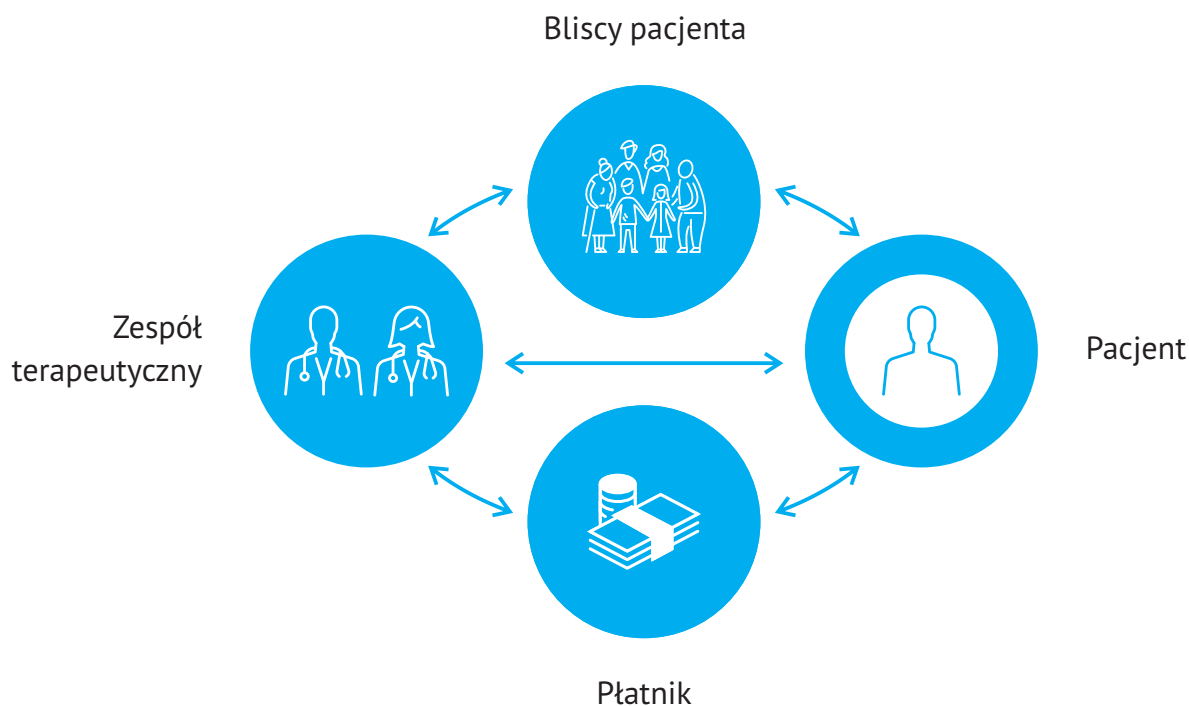 Bliscy pacjenta
Zespół
terapeutyczny
Pacjent
Płatnik